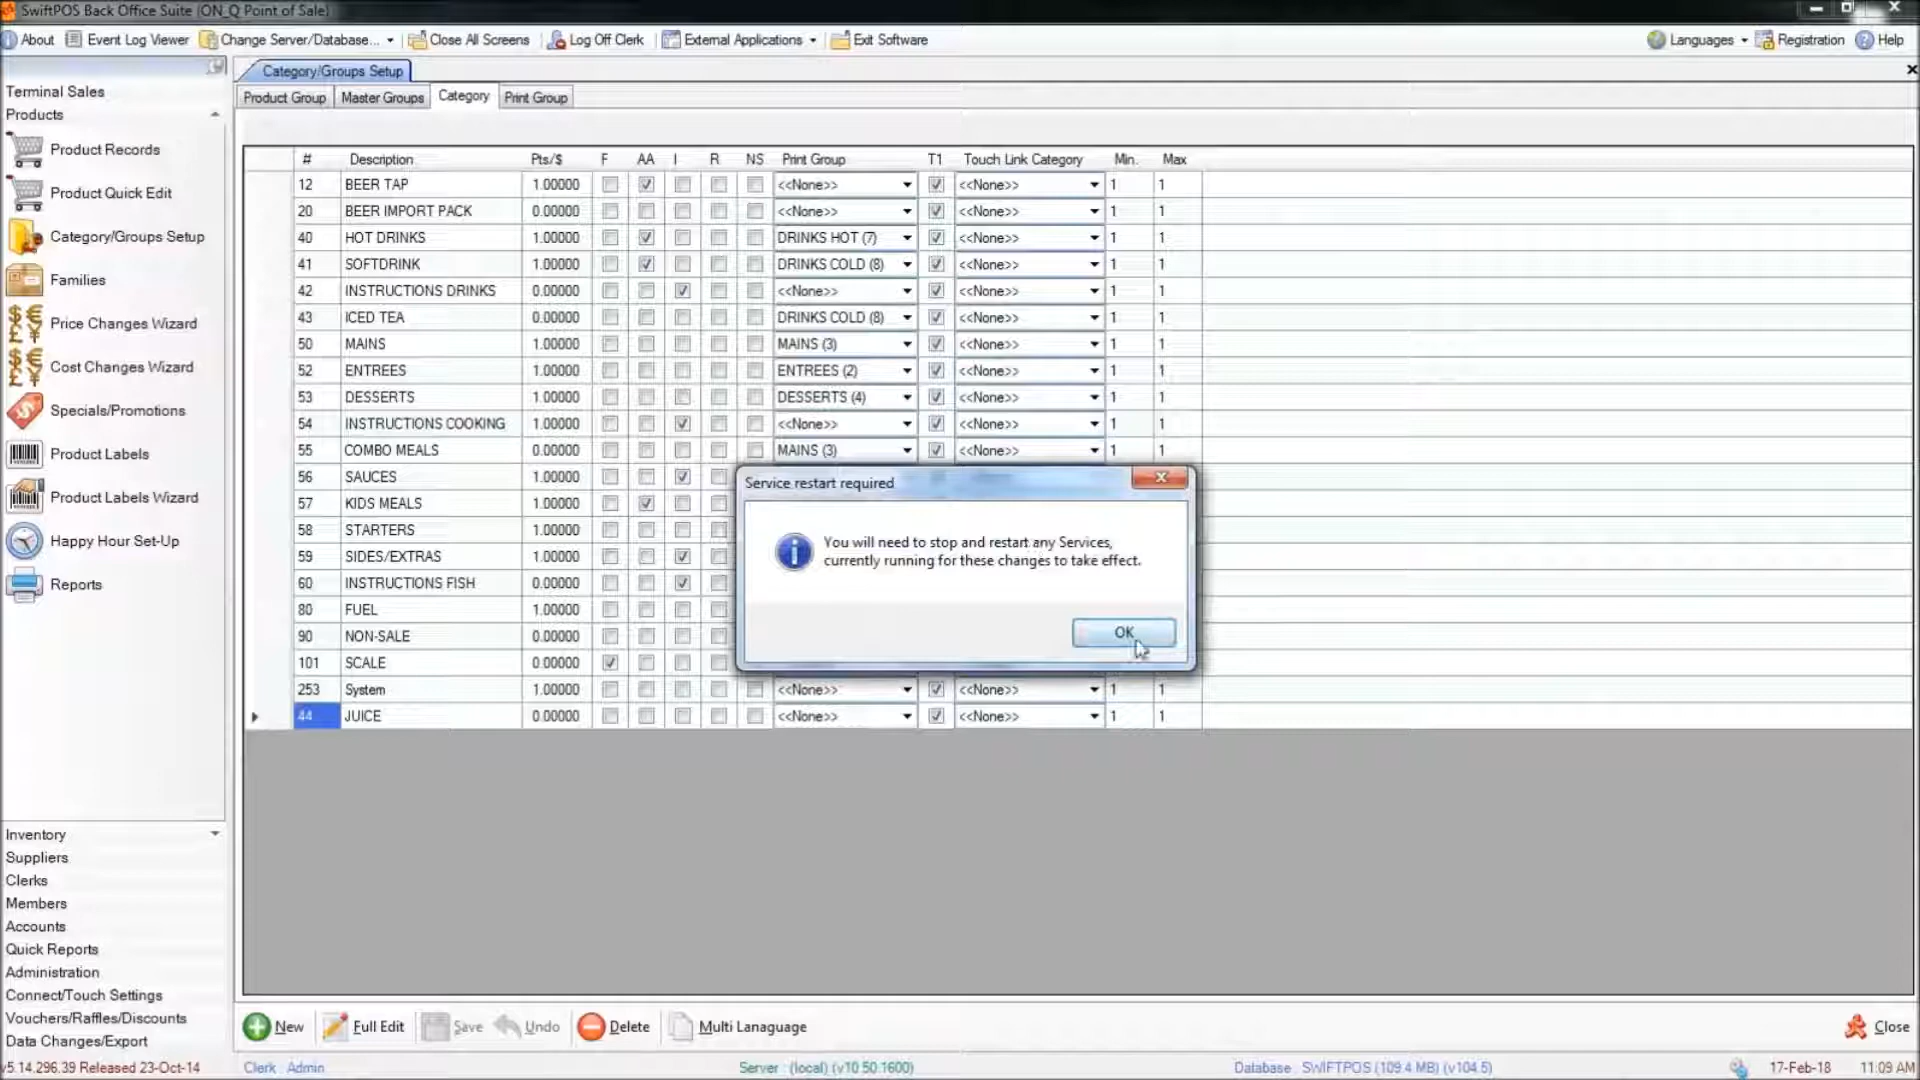 SwiftPOS Back Office Suite (ON_Q Point of Sale)
About Event Log Viewer Change Server/Database... Close All Screens Log Off Clerk External Applications Exit Software Languages Registration Help
Category/Groups Setup
Product Group Master Groups Category Print Group
Terminal Sales
Products
Product Records
Product Quick Edit
Category/Groups Setup
Families
Price Changes Wizard
Cost Changes Wizard
Specials/Promotions
Product Labels
Product Labels Wizard
Happy Hour Set-Up
Reports
Inventory
Suppliers
Clerks
Members
Accounts
Quick Reports
Administration
Connect/Touch Settings
Vouchers/Raffles/Discounts
Data Changes/Export
# Description Pts/$ F AA I R NS Print Group T1 Touch Link Category Min. Max
12 BEER TAP 1.00000 <<None>> <<None>> 1 1
20 BEER IMPORT PACK 0.00000 <<None>> <<None>> 1 1
40 HOT DRINKS 1.00000 DRINKS HOT (7) <<None>> 1 1
41 SOFTDRINK 1.00000 DRINKS COLD (8) <<None>> 1 1
42 INSTRUCTIONS DRINKS 0.00000 <<None>> <<None>> 1 1
43 ICED TEA 0.00000 DRINKS COLD (8) <<None>> 1 1
50 MAINS 1.00000 MAINS (3) <<None>> 1 1
52 ENTREES 1.00000 ENTREES (2) <<None>> 1 1
53 DESSERTS 1.00000 DESSERTS (4) <<None>> 1 1
54 INSTRUCTIONS COOKING 1.00000 <<None>> <<None>> 1 1
55 COMBO MEALS 0.00000 MAINS (3) <<None>> 1 1
56 SAUCES 1.00000
57 KIDS MEALS 1.00000
58 STARTERS 1.00000
59 SIDES/EXTRAS 1.00000
60 INSTRUCTIONS FISH 0.00000
80 FUEL 1.00000
90 NON-SALE 0.00000
101 SCALE 0.00000
253 System 1.00000 <<None>> <<None>> 1 1
44 JUICE 0.00000 <<None>> <<None>> 1 1
Service restart required
You will need to stop and restart any Services,
currently running for these changes to take effect.
OK
New Full Edit Save Undo Delete Multi Lanaguage Close
v5.14.296.39 Released 23-Oct-14 Clerk : Admin Server : (local) (v10.50.1600) Database : SWIFTPOS (109.4 MB) (v104.5) 17-Feb-18 11:09 AM